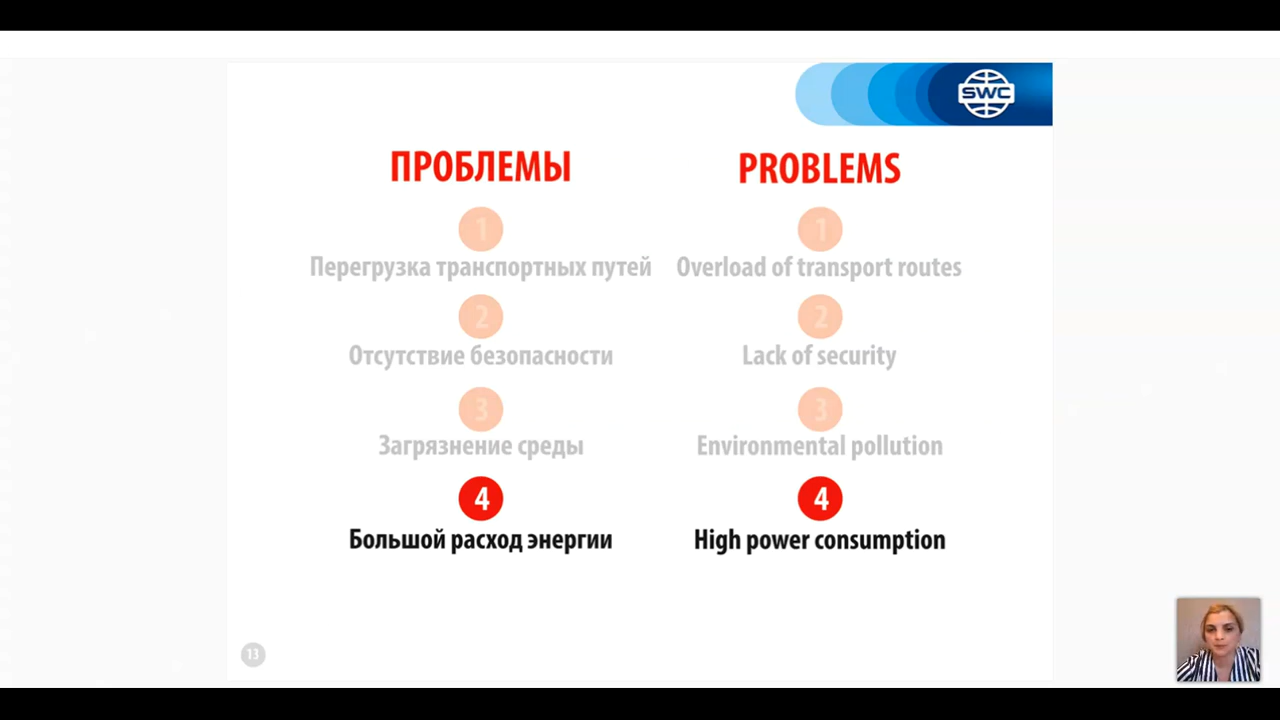 SWC
ПРОБЛЕМЫ
1
Перегрузка транспортных путей
2
Отсутствие безопасности
3
Загрязнение среды
4
Большой расход энергии
PROBLEMS
1
Overload of transport routes
2
Lack of security
3
Environmental pollution
4
High power consumption
13